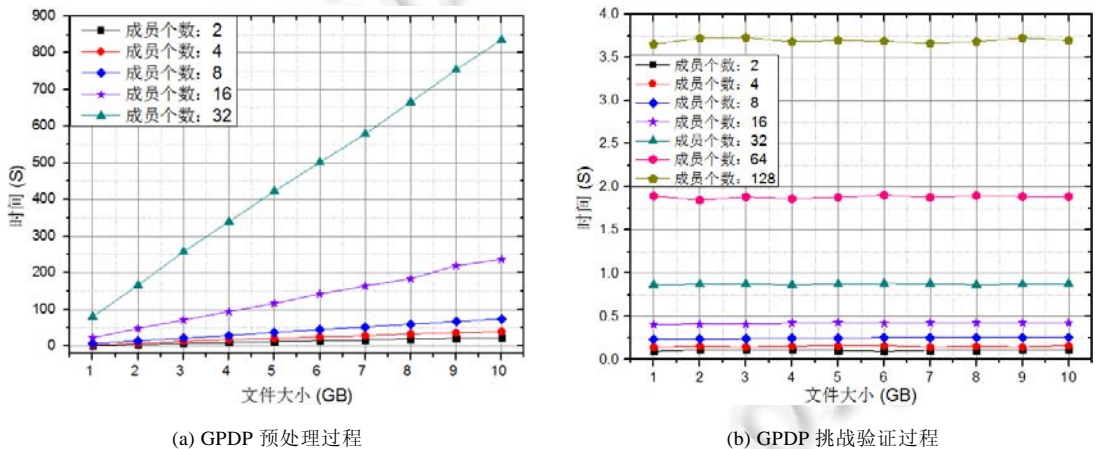 900
800
700
600
500
400
300
200
100
0
时间 (S)
成员个数：2
成员个数：4
成员个数：8
成员个数：16
成员个数：32
1 2 3 4 5 6 7 8 9 10
文件大小 (GB)
(a) GPDP 预处理过程
4.0
3.5
3.0
2.5
2.0
1.5
1.0
0.5
0.0
时间 (S)
成员个数：2
成员个数：4
成员个数：8
成员个数：16
成员个数：32
成员个数：64
成员个数：128
1 2 3 4 5 6 7 8 9 10
文件大小 (GB)
(b) GPDP 挑战验证过程